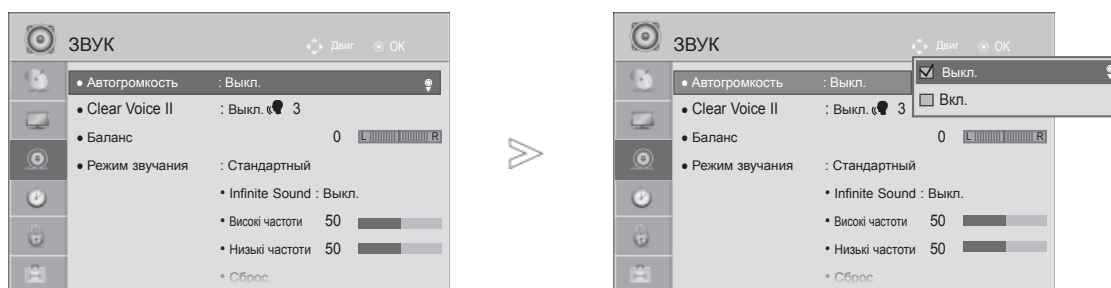 ЗВУК
Двиг ОК
• Автогромкость : Выкл.
• Clear Voice II : Выкл. 3
• Баланс 0 L R
• Режим звучания : Стандартный
• Infinite Sound : Выкл.
• Високі частоти 50
• Низькі частоти 50
• Сброс
>
ЗВУК
Двиг ОК
• Автогромкость : Выкл.
Выкл.
Вкл.
• Clear Voice II : Выкл. 3
• Баланс 0 L R
• Режим звучания : Стандартный
• Infinite Sound : Выкл.
• Високі частоти 50
• Низькі частоти 50
• Сброс